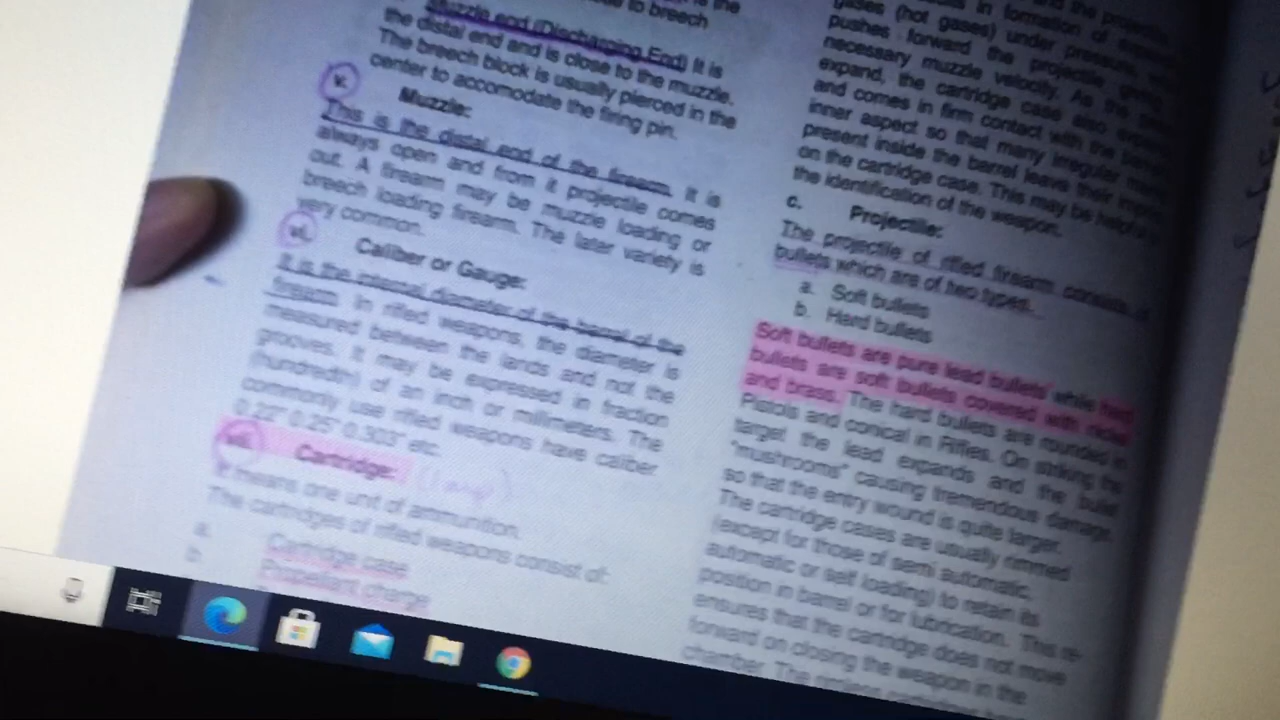 to breech
Muzzle end (Discharging End) It is
the distal end and is close to the muzzle.
The breech block is usually pierced in the
center to accomodate the firing pin.
v.
Muzzle:
This is the distal end of the firearm. It is
always open and from it projectile comes
out. A firearm may be muzzle loading or
breech loading firearm. The later variety is
very common.
vi.
Caliber or Gauge:
It is the internal diameter of the barrel of the
firearm. In rifled weapons, the diameter is
measured between the lands and not the
grooves. It may be expressed in fraction
(hundredth) of an inch or millimeters. The
commonly use rifled weapons have caliber
0.22" 0.25" 0.303" etc.
vii. Cartridge:
It means one unit of ammunition.
The cartridges of rifled weapons consist of:
a. Cartridge case
b. Propellant charge
in formation of
gases (hot gases) under pressure,
pushes forward the projectile giving
necessary muzzle velocity. As the
expand, the cartridge case also
and comes in firm contact with the
inner aspect so that many irregular
present inside the barrel leave their
on the cartridge case. This may be helpful
the identification of the weapon.
c. Projectile:
The projectile of rifled firearm consists of
bullets which are of two types.
a. Soft bullets
b. Hard bullets
Soft bullets are pure lead bullets while hard
bullets are soft bullets covered with
and brass. The hard bullets are rounded in
Pistols and conical in Rifles. On striking the
target the lead expands and the bullet
"mushrooms" causing tremendous damage,
so that the entry wound is quite larger.
The cartridge cases are usually rimmed
(except for those of semi automatic,
automatic or self loading) to retain its
position in barrel or for lubrication. This re-
ensures that the cartridge does not move
forward on closing the weapon in the
chamber. The